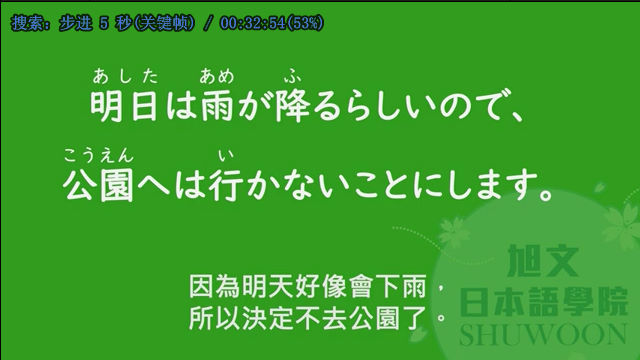 搜索: 步进 5 秒(关键帧) / 00:32:54(53%)
あした あめ ふ
明日は雨が降るらしいので、
こうえん い
公園へは行かないことにします。
因為明天好像會下雨，
所以決定不去公園了。
旭文
日本語學院
SHUWOON